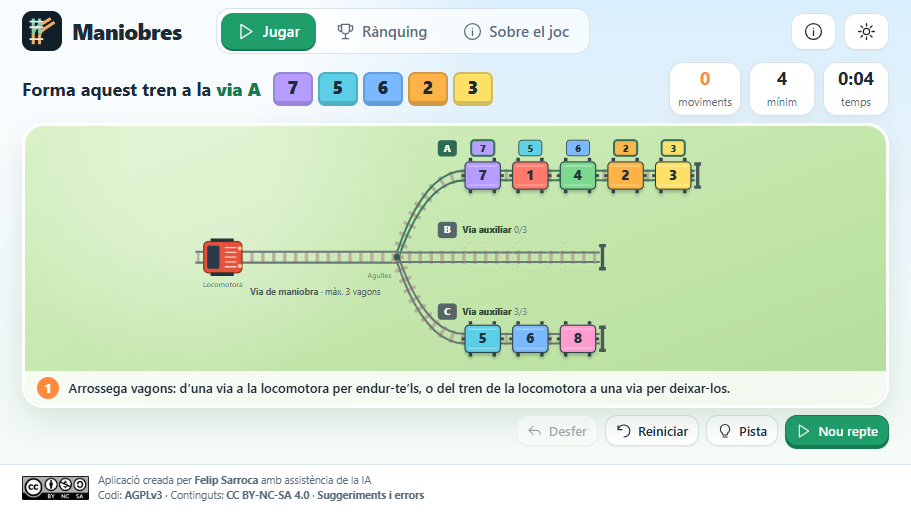 Maniobres
Jugar
Rànquing
Sobre el joc
Forma aquest tren a la via A
7 5 6 2 3
0 moviments
4 mínim
0:04 temps
A
7 5 6 2 3
7 1 4 2 3
B Via auxiliar 0/3
Locomotora
Agulles
Via de maniobra · màx. 3 vagons
C Via auxiliar 3/3
5 6 8
1 Arrossega vagons: d'una via a la locomotora per endur-te'ls, o del tren de la locomotora a una via per deixar-los.
Desfer
Reiniciar
Pista
Nou repte
CC BY NC SA
Aplicació creada per Felip Sarroca amb assistència de la IA
Codi: AGPLv3 · Continguts: CC BY-NC-SA 4.0 · Suggeriments i errors